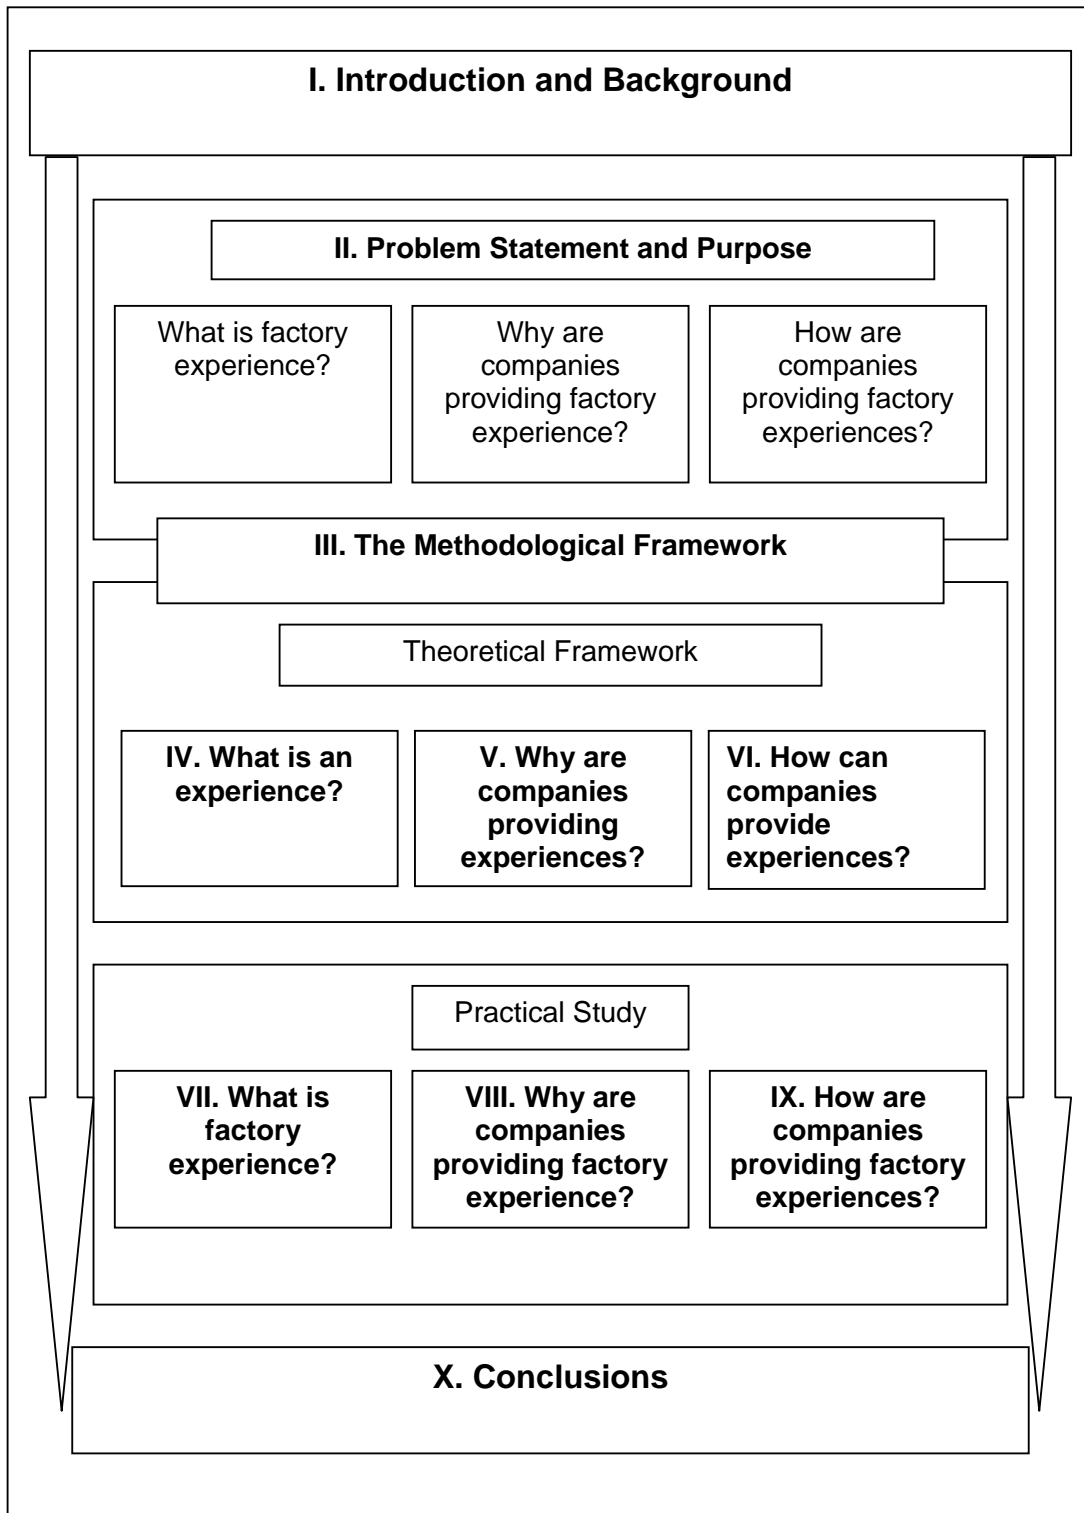 I. Introduction and Background
II. Problem Statement and Purpose
What is factory
experience?
Why are
companies
providing factory
experience?
How are
companies
providing factory
experiences?
III. The Methodological Framework
Theoretical Framework
IV. What is an
experience?
V. Why are
companies
providing
experiences?
VI. How can
companies
provide
experiences?
Practical Study
VII. What is
factory
experience?
VIII. Why are
companies
providing factory
experience?
IX. How are
companies
providing factory
experiences?
X. Conclusions